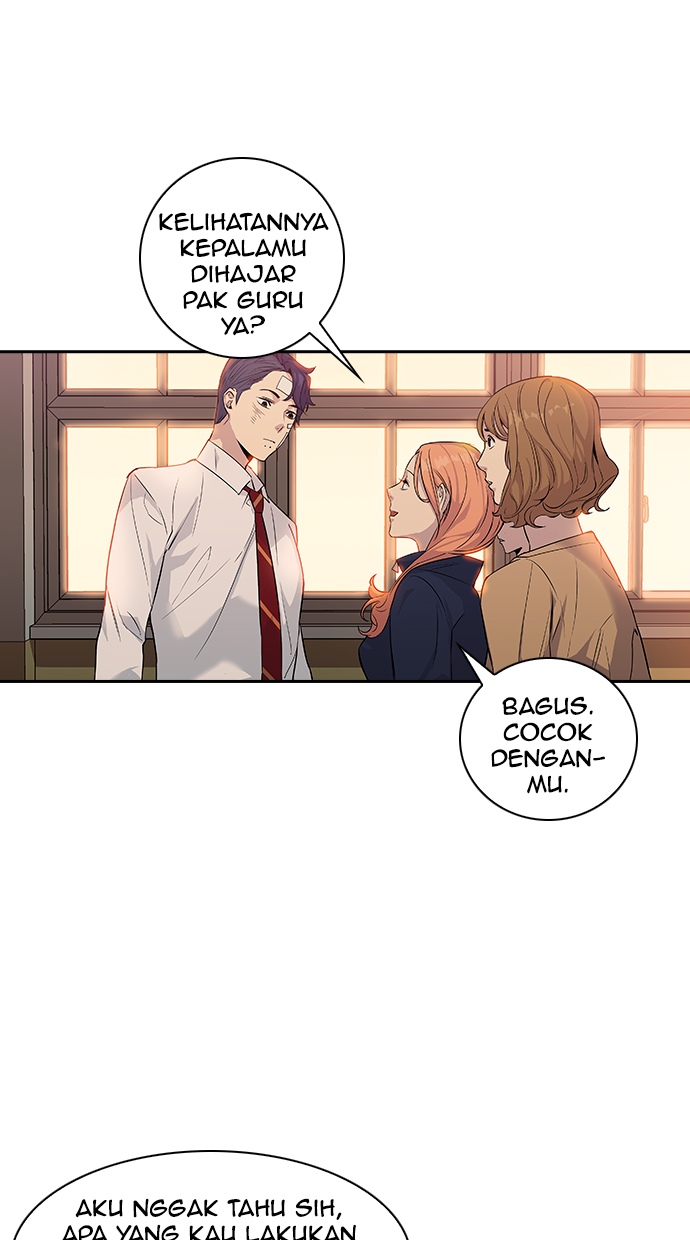 KELIHATANNYA
KEPALAMU
DIHAJAR
PAK GURU
YA?
BAGUS.
COCOK
DENGAN-
MU.
AKU NGGAK TAHU SIH,
APA YANG KAU LAKUKAN